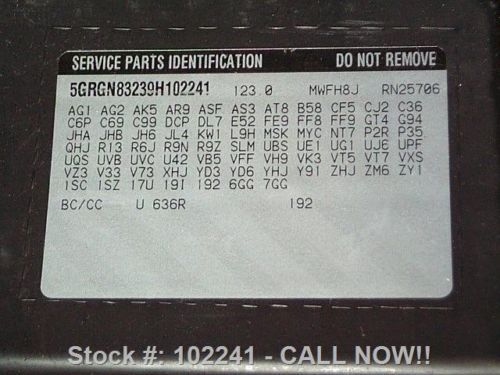 SERVICE PARTS IDENTIFICATION DO NOT REMOVE
5GRGN83239H102241 123.0 MWFH8J RN25706
AG1 AG2 AK5 AR9 ASF AS3 AT8 B58 CF5 CJ2 C36
C6P C69 C99 DCP DL7 E52 FE9 FF8 FF9 GT4 G94
JHA JHB JH6 JL4 KW1 L9H MSK MYC NT7 P2R P35
QHJ R13 R6J R9N R9Z SLM UBS UE1 UG1 UJ6 UPF
UQS UVB UVC U42 VB5 VFF VH9 VK3 VT5 VT7 VXS
VZ3 V33 V73 XHJ YD3 YD6 YHJ Y91 ZHJ ZM6 ZY1
1SC 1SZ 17U 19I 192 6GG 7GG
BC/CC U 636R 192
Stock #: 102241 - CALL NOW!!